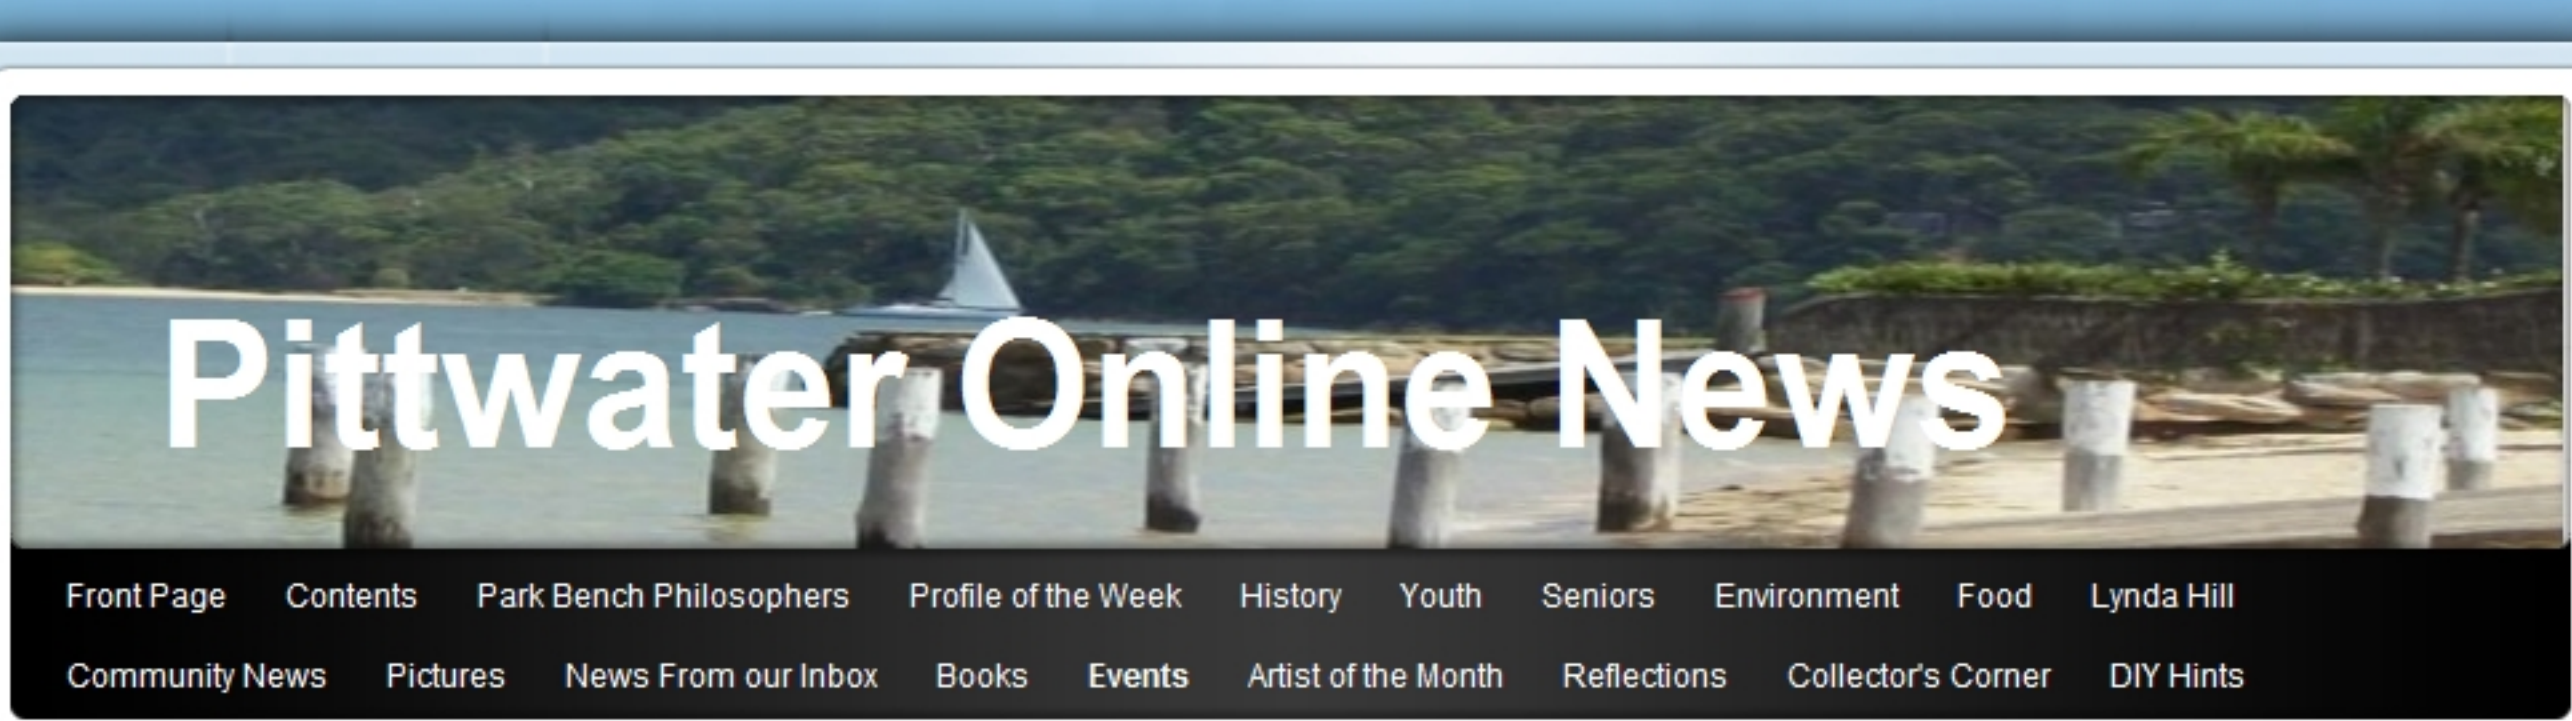 Pittwater Online News
Front Page Contents Park Bench Philosophers Profile of the Week History Youth Seniors Environment Food Lynda Hill
Community News Pictures News From our Inbox Books Events Artist of the Month Reflections Collector's Corner DIY Hints